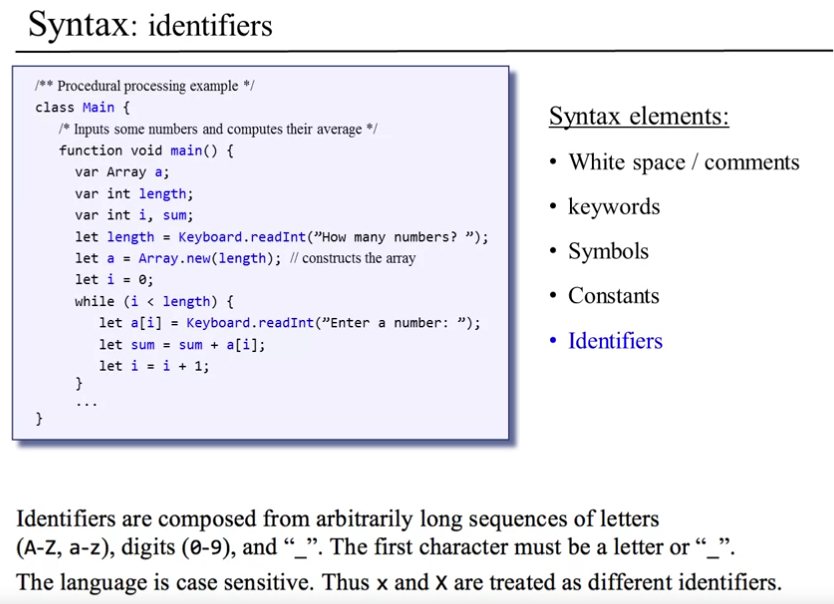 Syntax: identifiers
/** Procedural processing example */
class Main {
/* Inputs some numbers and computes their average */
function void main() {
var Array a;
var int length;
var int i, sum;
let length = Keyboard.readInt(”How many numbers? ”);
let a = Array.new(length); // constructs the array
let i = 0;
while (i < length) {
let a[i] = Keyboard.readInt(”Enter a number: ”);
let sum = sum + a[i];
let i = i + 1;
}
...
}
Syntax elements:
• White space / comments
• keywords
• Symbols
• Constants
• Identifiers
Identifiers are composed from arbitrarily long sequences of letters
(A-Z, a-z), digits (0-9), and “_”. The first character must be a letter or “_”.
The language is case sensitive. Thus x and X are treated as different identifiers.